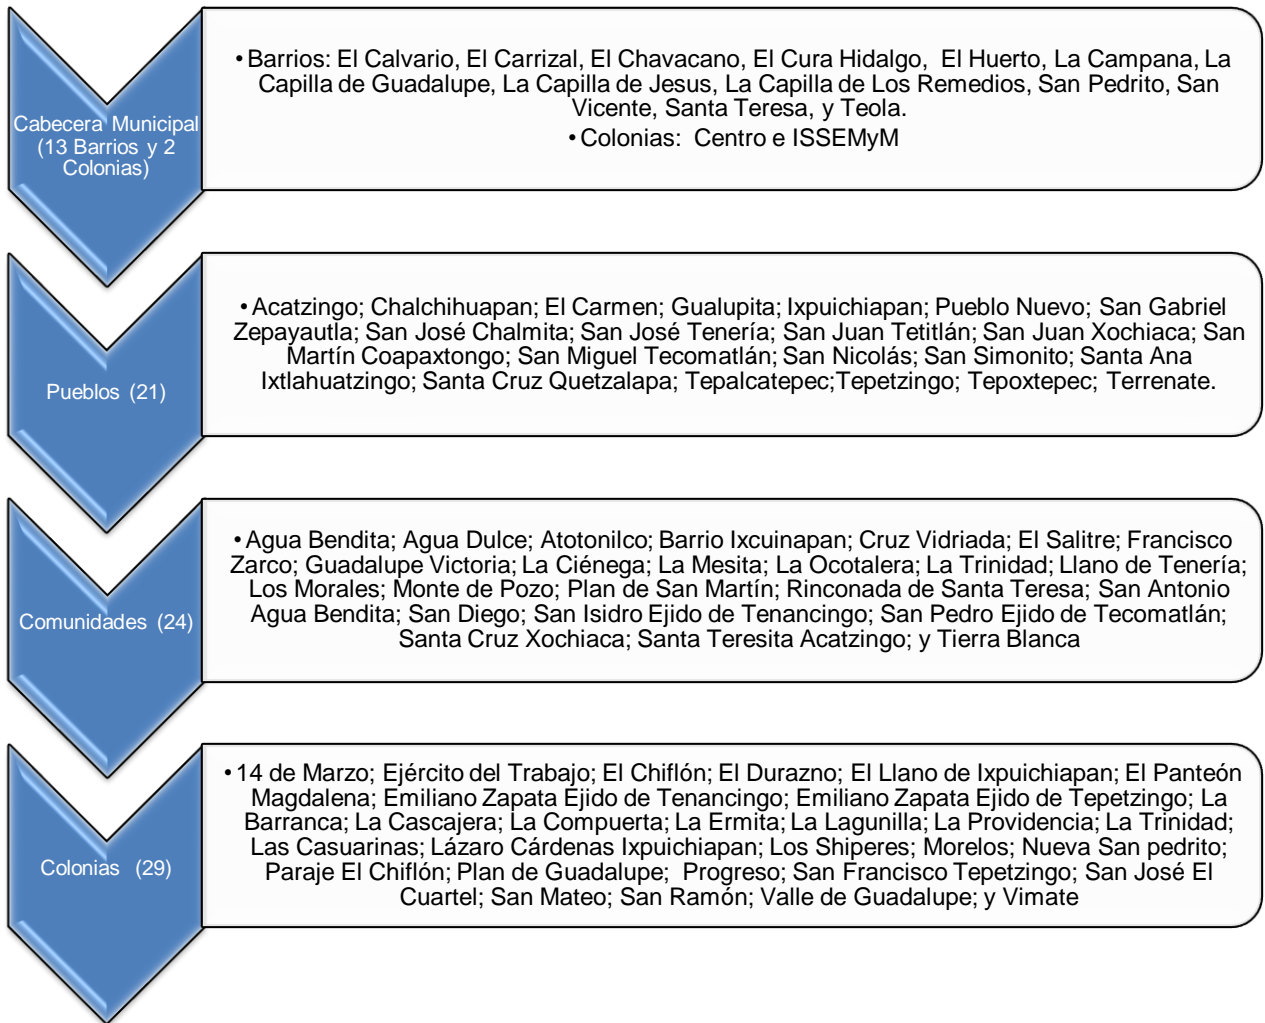 Cabecera Municipal
(13 Barrios y 2
Colonias)
•Barrios: El Calvario, El Carrizal, El Chavacano, El Cura Hidalgo, El Huerto, La Campana, La
Capilla de Guadalupe, La Capilla de Jesus, La Capilla de Los Remedios, San Pedrito, San
Vicente, Santa Teresa, y Teola.
•Colonias: Centro e ISSEMyM
Pueblos (21)
•Acatzingo; Chalchihuapan; El Carmen; Gualupita; Ixpuichiapan; Pueblo Nuevo; San Gabriel
Zepayautla; San José Chalmita; San José Tenería; San Juan Tetitlán; San Juan Xochiaca; San
Martín Coapaxtongo; San Miguel Tecomatlán; San Nicolás; San Simonito; Santa Ana
Ixtlahuatzingo; Santa Cruz Quetzalapa; Tepalcatepec;Tepetzingo; Tepoxtepec; Terrenate.
Comunidades (24)
•Agua Bendita; Agua Dulce; Atotonilco; Barrio Ixcuinapan; Cruz Vidriada; El Salitre; Francisco
Zarco; Guadalupe Victoria; La Ciénega; La Mesita; La Ocotalera; La Trinidad; Llano de Tenería;
Los Morales; Monte de Pozo; Plan de San Martín; Rinconada de Santa Teresa; San Antonio
Agua Bendita; San Diego; San Isidro Ejido de Tenancingo; San Pedro Ejido de Tecomatlán;
Santa Cruz Xochiaca; Santa Teresita Acatzingo; y Tierra Blanca
Colonias (29)
•14 de Marzo; Ejército del Trabajo; El Chiflón; El Durazno; El Llano de Ixpuichiapan; El Panteón
Magdalena; Emiliano Zapata Ejido de Tenancingo; Emiliano Zapata Ejido de Tepetzingo; La
Barranca; La Cascajera; La Compuerta; La Ermita; La Lagunilla; La Providencia; La Trinidad;
Las Casuarinas; Lázaro Cárdenas Ixpuichiapan; Los Shiperes; Morelos; Nueva San pedrito;
Paraje El Chiflón; Plan de Guadalupe; Progreso; San Francisco Tepetzingo; San José El
Cuartel; San Mateo; San Ramón; Valle de Guadalupe; y Vimate